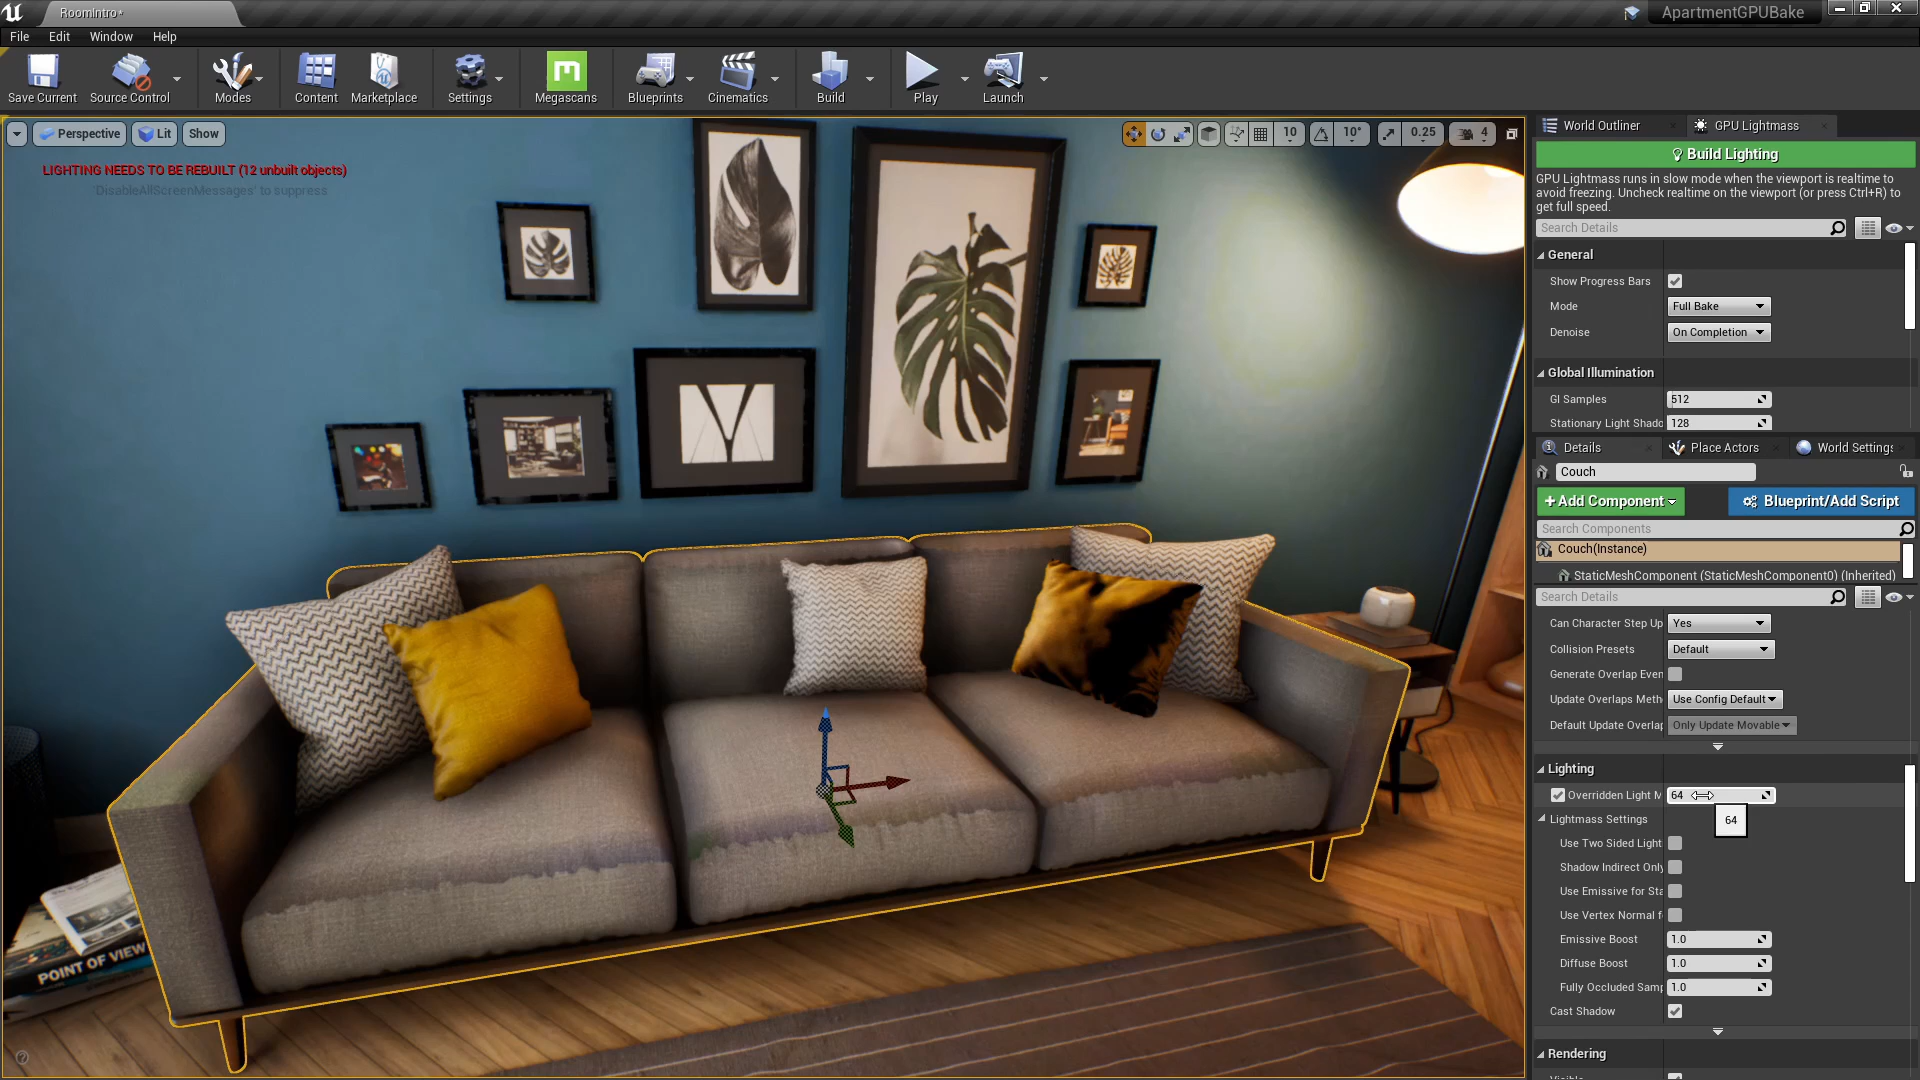 RoomIntro*
ApartmentGPUBake
File Edit Window Help
Save Current
Source Control
Modes
Content
Marketplace
Settings
Megascans
Blueprints
Cinematics
Build
Play
Launch
Perspective Lit Show
10 10° 0.25 4
LIGHTING NEEDS TO BE REBUILT (12 unbuilt objects)
'DisableAllScreenMessages' to suppress
POINT OF VIEW
World Outliner GPU Lightmass
Build Lighting
GPU Lightmass runs in slow mode when the viewport is realtime to
avoid freezing. Uncheck realtime on the viewport (or press Ctrl+R) to
get full speed.
Search Details
General
Show Progress Bars
Mode Full Bake
Denoise On Completion
Global Illumination
GI Samples 512
Stationary Light Shado 128
Details Place Actors World Settings
Couch
+Add Component Blueprint/Add Script
Search Components
Couch(Instance)
StaticMeshComponent (StaticMeshComponent0) (Inherited)
Search Details
Can Character Step Up Yes
Collision Presets Default
Generate Overlap Even
Update Overlaps Meth Use Config Default
Default Update Overlap Only Update Movable
Lighting
Overridden Light M 64
64
Lightmass Settings
Use Two Sided Light
Shadow Indirect Only
Use Emissive for Sta
Use Vertex Normal f
Emissive Boost 1.0
Diffuse Boost 1.0
Fully Occluded Samp 1.0
Cast Shadow
Rendering